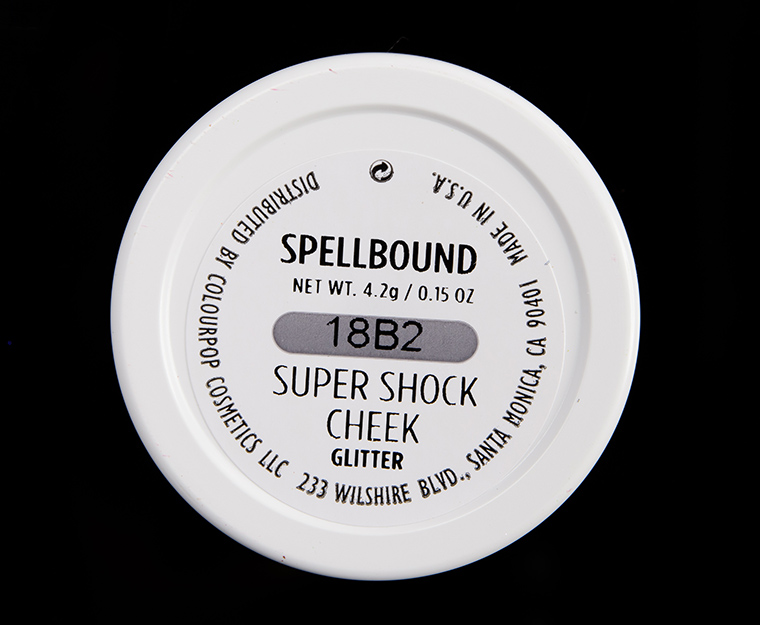 SPELLBOUND
NET WT. 4.2g / 0.15 OZ
18B2
SUPER SHOCK
CHEEK
GLITTER
DISTRIBUTED BY COLOURPOP COSMETICS LLC 233 WILSHIRE BLVD., SANTA MONICA, CA 90401 MADE IN U.S.A.